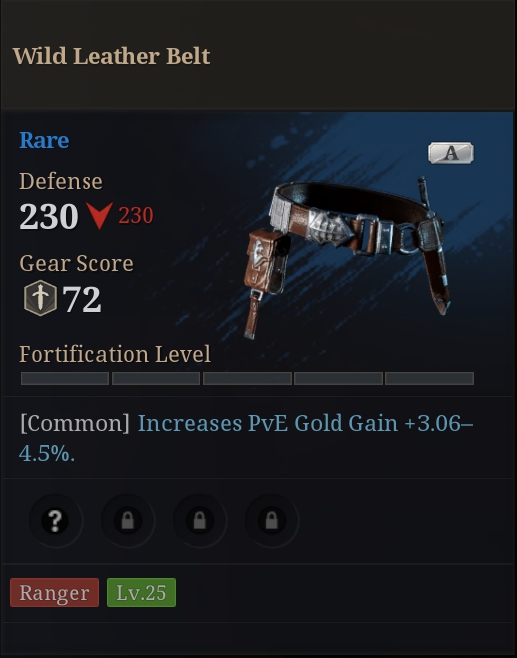 Wild Leather Belt
Rare
A
Defense
230 230
Gear Score
72
Fortification Level
[Common] Increases PvE Gold Gain +3.06–
4.5%.
?
Ranger Lv.25